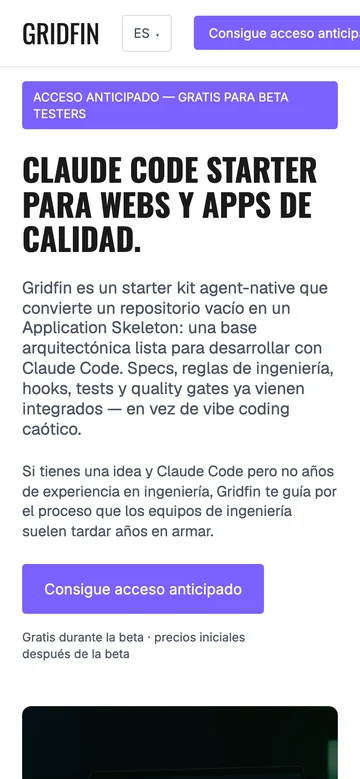 GRIDFIN
ES
Consigue acceso anticip
ACCESO ANTICIPADO — GRATIS PARA BETA
TESTERS
CLAUDE CODE STARTER
PARA WEBS Y APPS DE
CALIDAD.
Gridfin es un starter kit agent-native que
convierte un repositorio vacío en un
Application Skeleton: una base
arquitectónica lista para desarrollar con
Claude Code. Specs, reglas de ingeniería,
hooks, tests y quality gates ya vienen
integrados — en vez de vibe coding
caótico.
Si tienes una idea y Claude Code pero no años
de experiencia en ingeniería, Gridfin te guía por
el proceso que los equipos de ingeniería
suelen tardar años en armar.
Consigue acceso anticipado
Gratis durante la beta · precios iniciales
después de la beta